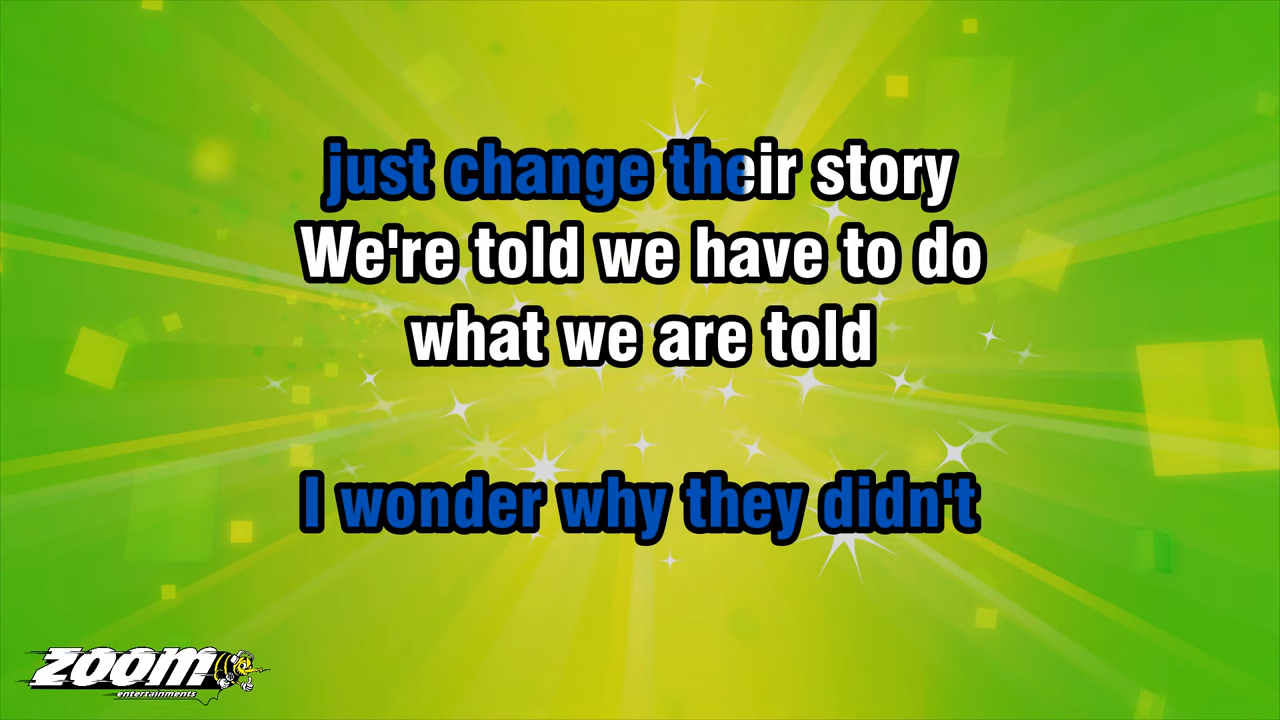 just change their story
We're told we have to do
what we are told
I wonder why they didn't
zoom
entertainments